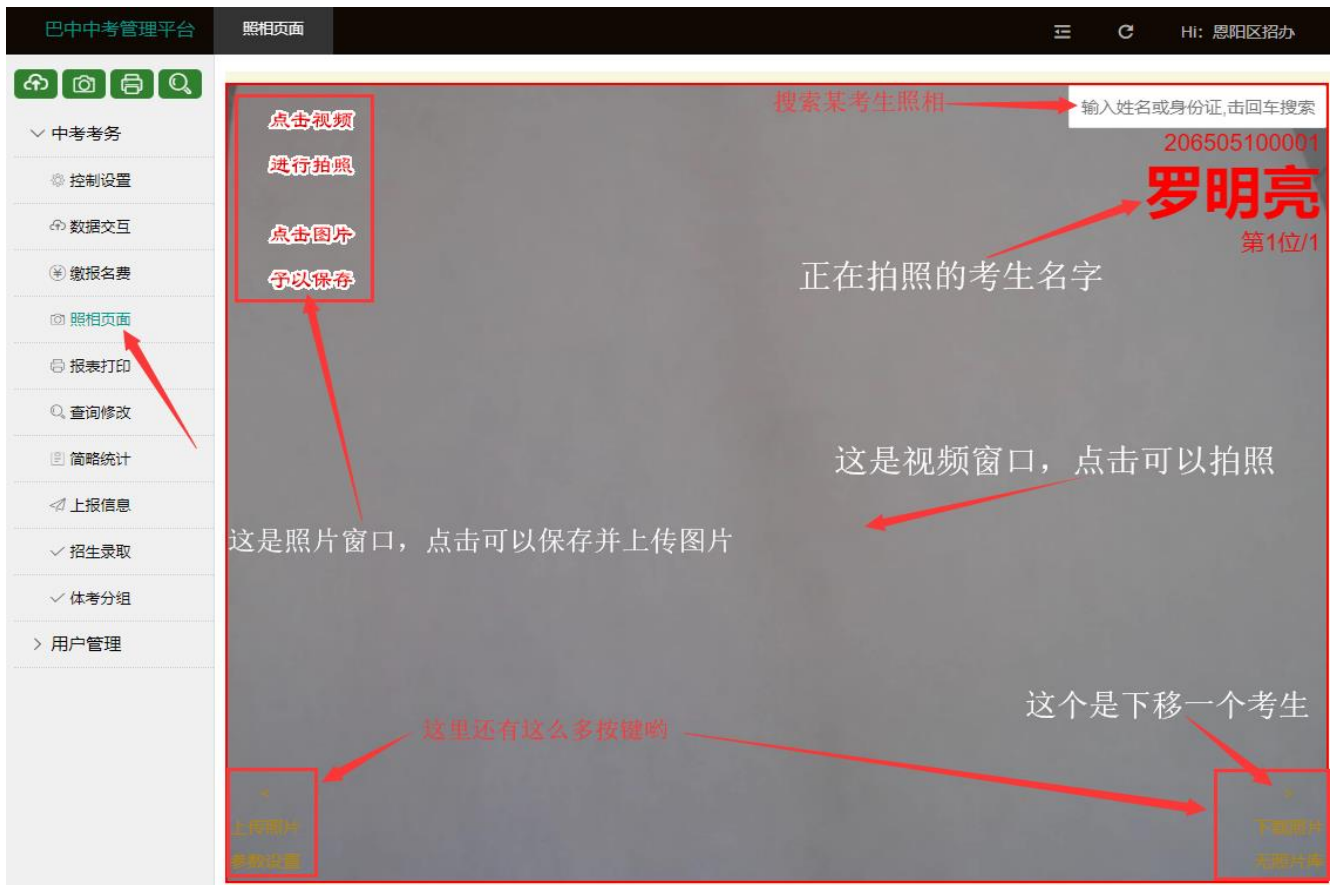 巴中中考管理平台
照相页面
Hi: 恩阳区招办
中考考务
控制设置
数据交互
缴报名费
照相页面
报表打印
查询修改
简略统计
上报信息
招生录取
体考分组
用户管理
点击视频
进行拍照
点击图片
予以保存
搜索某考生照相
输入姓名或身份证,击回车搜索
206505100001
罗明亮
第1位/1
正在拍照的考生名字
这是视频窗口，点击可以拍照
这是照片窗口，点击可以保存并上传图片
这个是下移一个考生
这里还有这么多按键哟
<
上传照片
参数设置
>
下载照片
无照片库